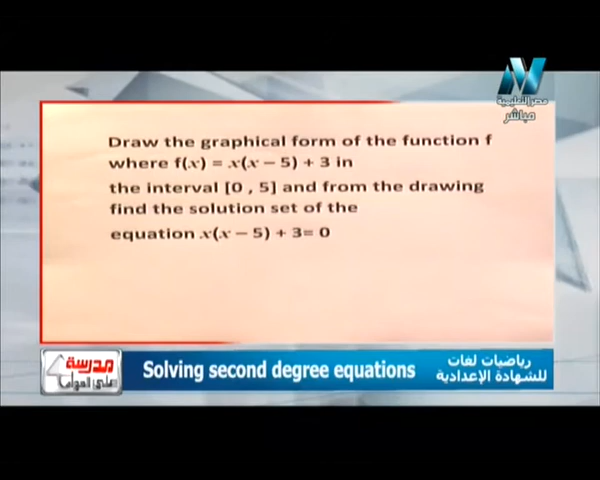 مصر التعليمية
مباشر
Draw the graphical form of the function f
where f(x) = x(x − 5) + 3 in
the interval [0 , 5] and from the drawing
find the solution set of the
equation x(x − 5) + 3= 0
مدرسة
على الهواء
Solving second degree equations
رياضيات لغات
للشهادة الإعدادية